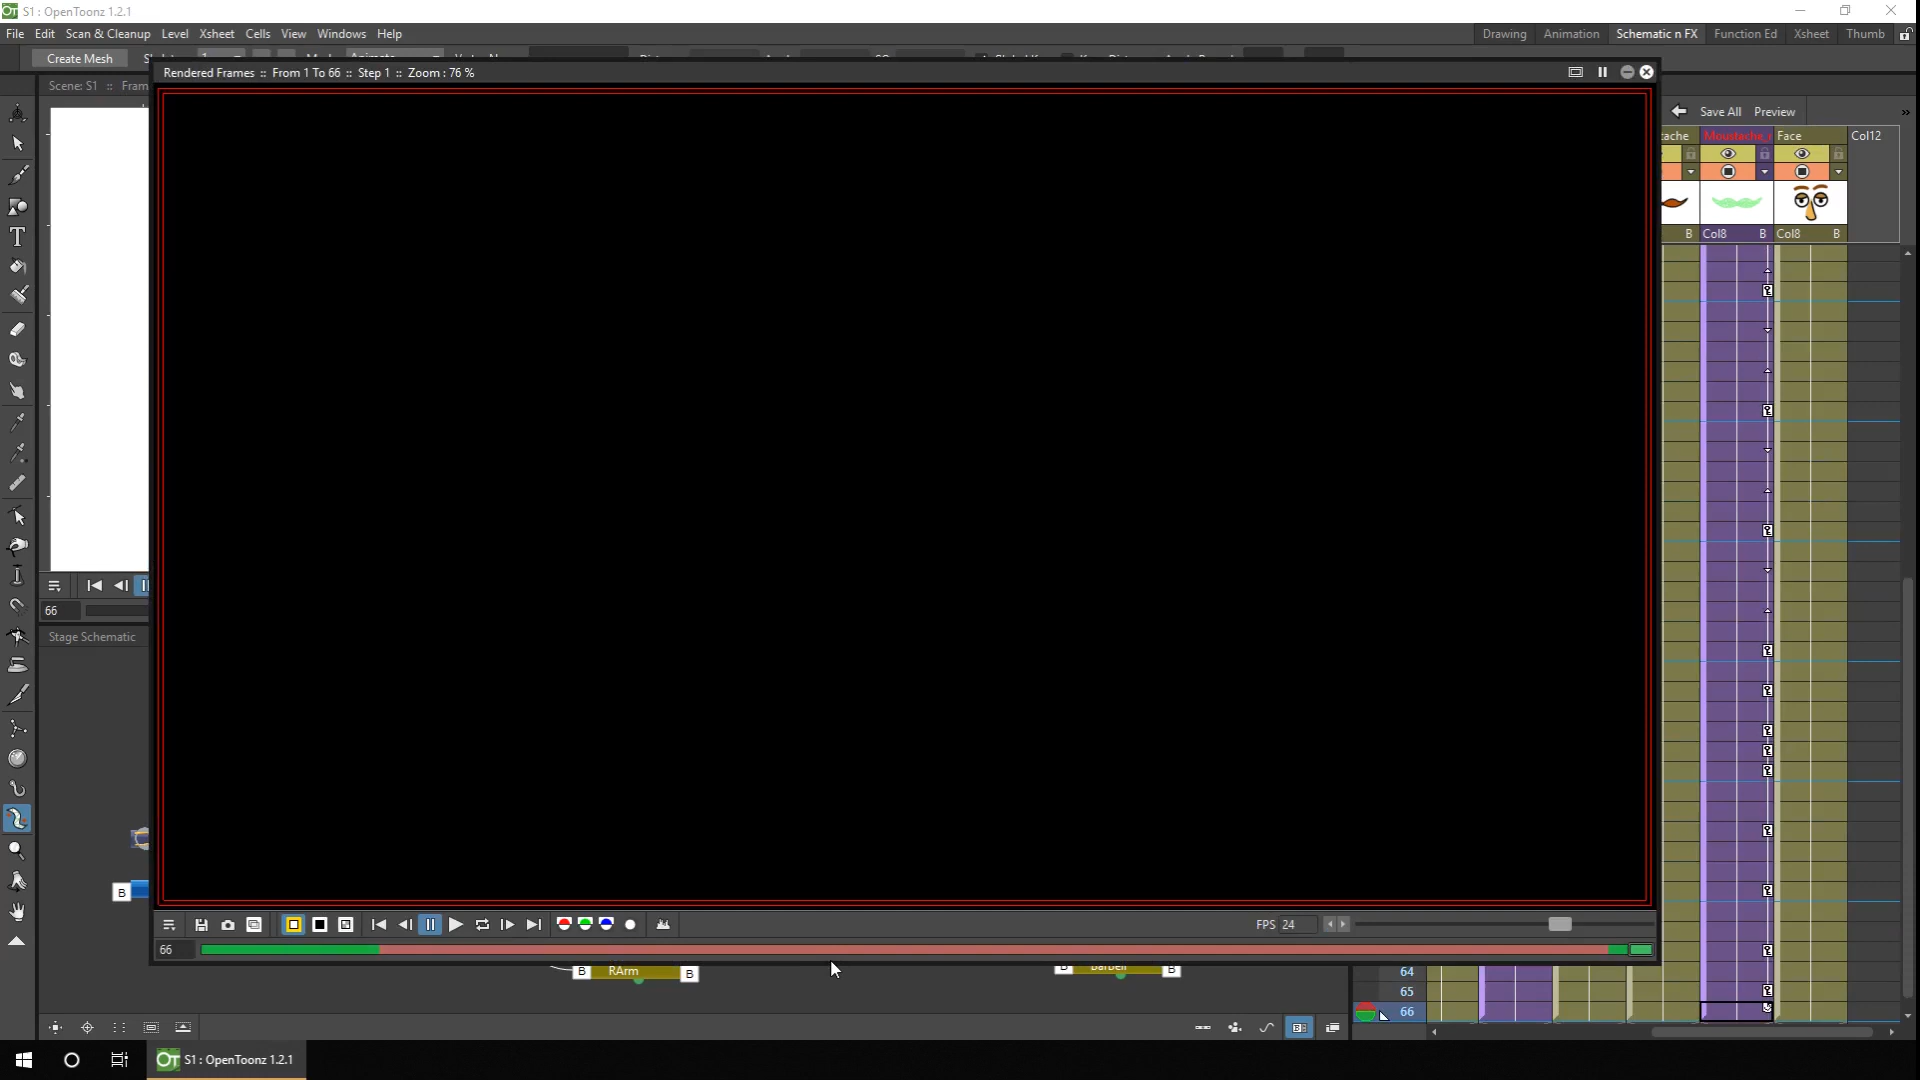 S1 : OpenToonz 1.2.1
File Edit Scan & Cleanup Level Xsheet Cells View Windows Help
Drawing Animation Schematic n FX Function Ed Xsheet Thumb
Create Mesh
Rendered Frames :: From 1 To 66 :: Step 1 :: Zoom : 76 %
Scene: S1 :: Fram
Save All Preview »
tache Moustache Face Col12
B Col8 B Col8 B
66
Stage Schematic
B
FPS 24
66
B RArm B
B Barbell B
64
65
66
S1 : OpenToonz 1.2.1